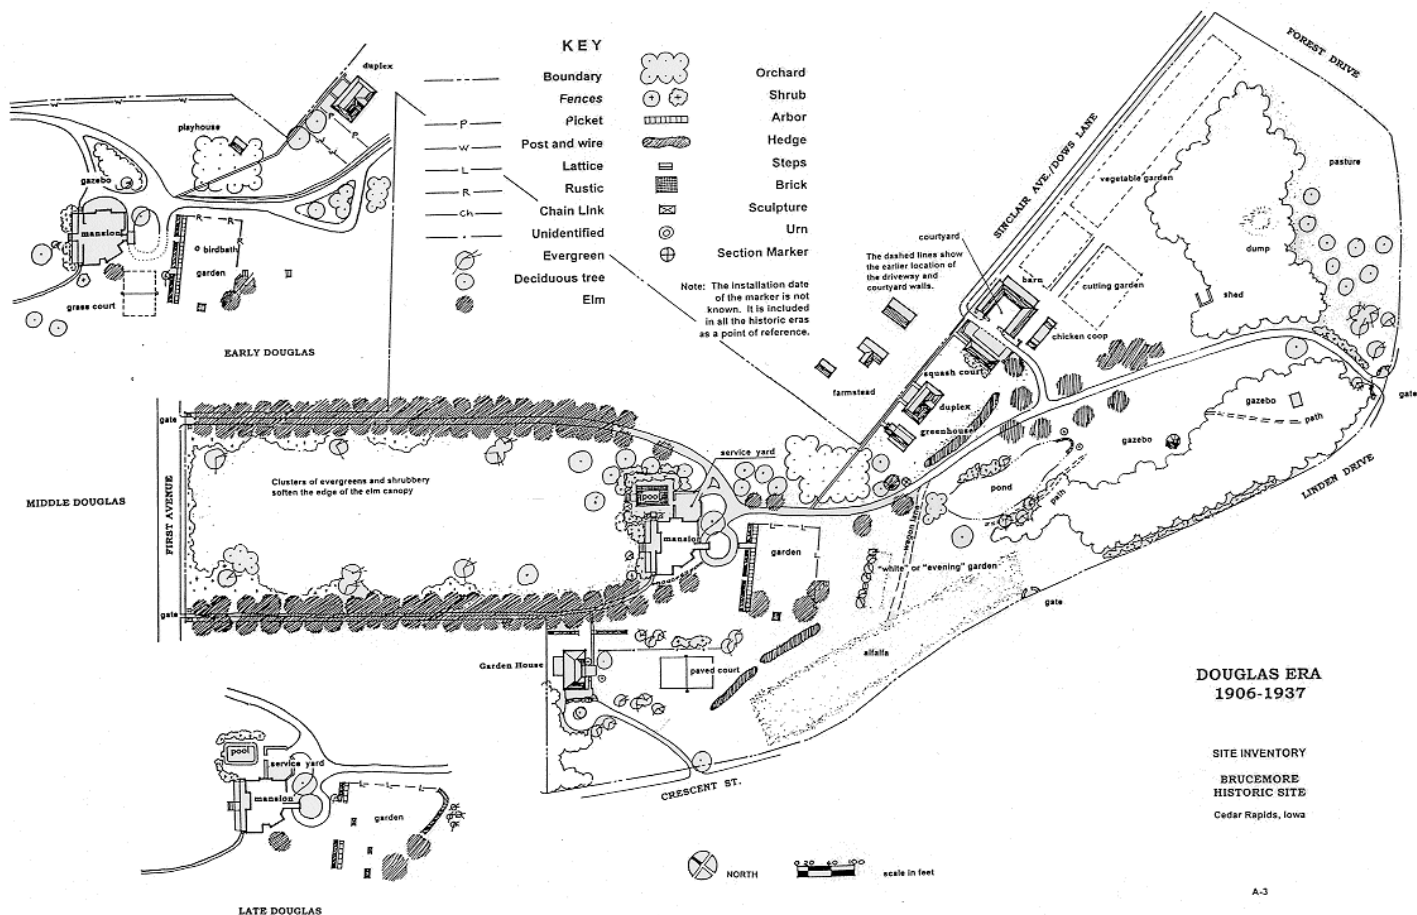 KEY
Boundary
Fences
Picket
Post and wire
Lattice
Rustic
Chain Link
Unidentified
Evergreen
Deciduous tree
Elm
P
W
L
R
Ch
Orchard
Shrub
Arbor
Hedge
Steps
Brick
Sculpture
Urn
Section Marker
Note: The installation date
of the marker is not
known. It is included
in all the historic eras
as a point of reference.
duplex
playhouse
gazebo
mansion
birdbath
garden
grass court
W
W
W
R
R
R
P
P
EARLY DOUGLAS
FOREST DRIVE
SINCLAIR AVE./DOWS LANE
pasture
vegetable garden
courtyard
The dashed lines show
the earlier location of
the driveway and
courtyard walls.
barn
cutting garden
dump
shed
chicken coop
squash court
farmstead
duplex
greenhouse
gazebo
path
gate
gazebo
LINDEN DRIVE
pond
path
wagon lane
service yard
pool
mansion
garden
L
L
L
"white" or "evening" garden
gate
alfalfa
MIDDLE DOUGLAS
FIRST AVENUE
gate
Clusters of evergreens and shrubbery
soften the edge of the elm canopy
gate
Garden House
paved court
CRESCENT ST.
pool
service yard
mansion
garden
L
L
L
LATE DOUGLAS
NORTH
0 20 60 100
scale in feet
DOUGLAS ERA
1906-1937
SITE INVENTORY
BRUCEMORE
HISTORIC SITE
Cedar Rapids, Iowa
A-3